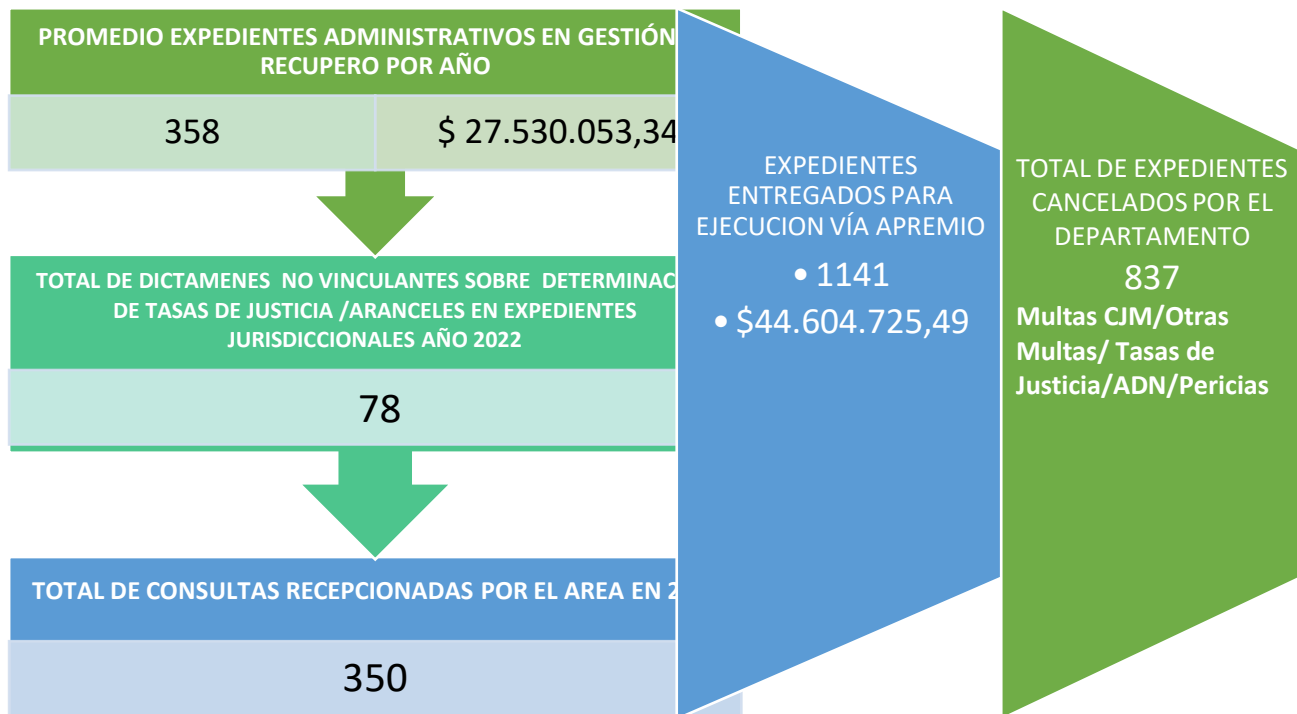 PROMEDIO EXPEDIENTES ADMINISTRATIVOS EN GESTIÓN
RECUPERO POR AÑO
358
$ 27.530.053,34
TOTAL DE DICTAMENES NO VINCULANTES SOBRE DETERMINAC
DE TASAS DE JUSTICIA /ARANCELES EN EXPEDIENTES
JURISDICCIONALES AÑO 2022
78
TOTAL DE CONSULTAS RECEPCIONADAS POR EL AREA EN 2
350
EXPEDIENTES
ENTREGADOS PARA
EJECUCION VÍA APREMIO
• 1141
• $44.604.725,49
TOTAL DE EXPEDIENTES
CANCELADOS POR EL
DEPARTAMENTO
837
Multas CJM/Otras
Multas/ Tasas de
Justicia/ADN/Pericias